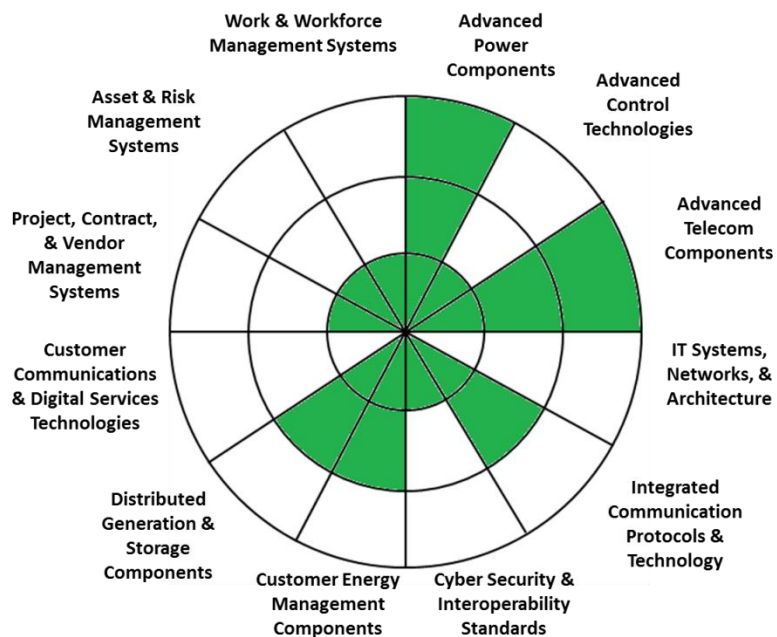 Work & Workforce
Management Systems
Advanced
Power
Components
Advanced
Control
Technologies
Advanced
Telecom
Components
IT Systems,
Networks, &
Architecture
Integrated
Communication
Protocols &
Technology
Cyber Security &
Interoperability
Standards
Customer Energy
Management
Components
Distributed
Generation &
Storage
Components
Customer
Communications
& Digital Services
Technologies
Project, Contract,
& Vendor
Management
Systems
Asset & Risk
Management
Systems